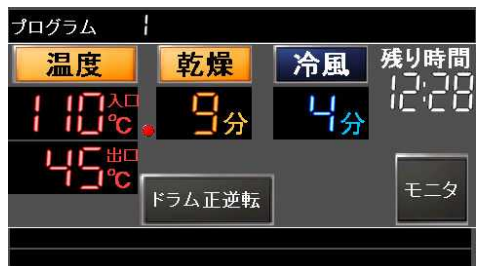 プログラム 1
温度 乾燥 冷風 残り時間
110 入口 ℃ 9分 4分 12:28
45 出口 ℃
ドラム正逆転 モニタ